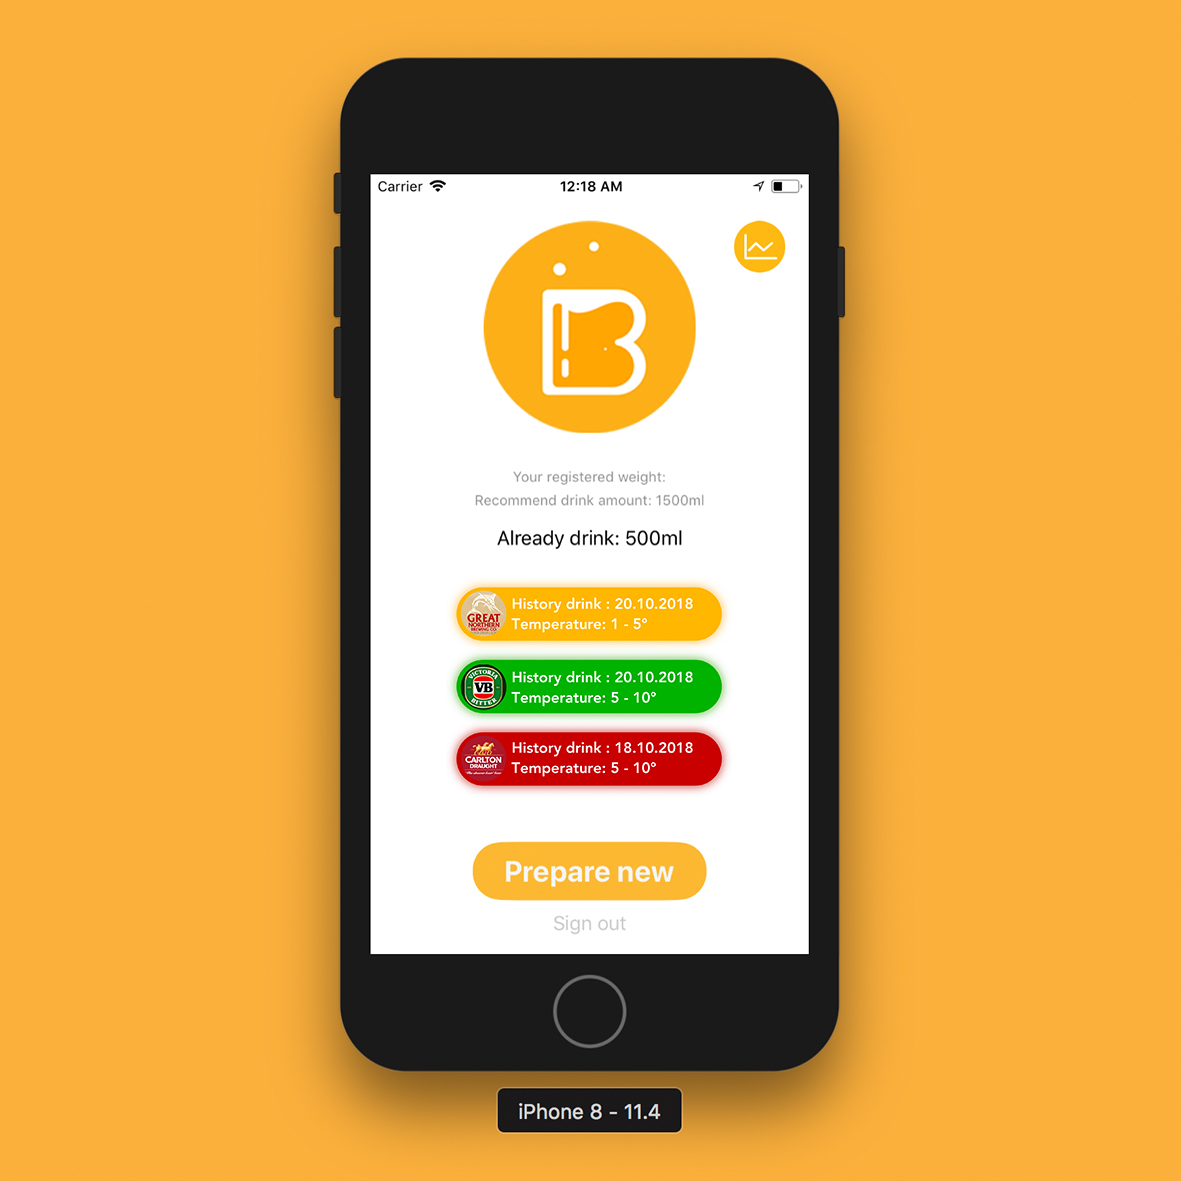 Carrier
12:18 AM
B
Your registered weight:
Recommend drink amount: 1500ml
Already drink: 500ml
GREAT
NORTHERN
BREWING CO.
History drink : 20.10.2018
Temperature: 1 - 5°
VICTORIA
VB
BITTER
History drink : 20.10.2018
Temperature: 5 - 10°
CARLTON
DRAUGHT
History drink : 18.10.2018
Temperature: 5 - 10°
Prepare new
Sign out
iPhone 8 - 11.4